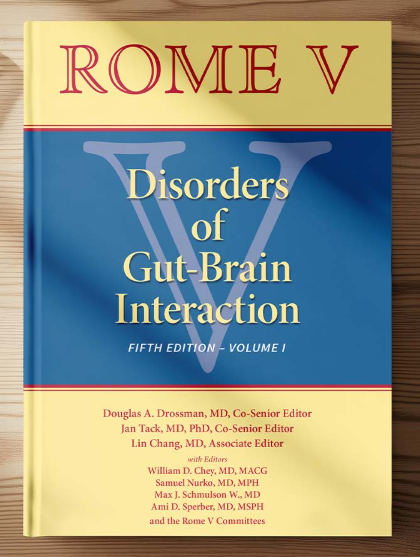 ROME V
Disorders
of
Gut-Brain
Interaction
FIFTH EDITION – VOLUME I
Douglas A. Drossman, MD, Co-Senior Editor
Jan Tack, MD, PhD, Co-Senior Editor
Lin Chang, MD, Associate Editor
with Editors
William D. Chey, MD, MACG
Samuel Nurko, MD, MPH
Max J. Schmulson W., MD
Ami D. Sperber, MD, MSPH
and the Rome V Committees